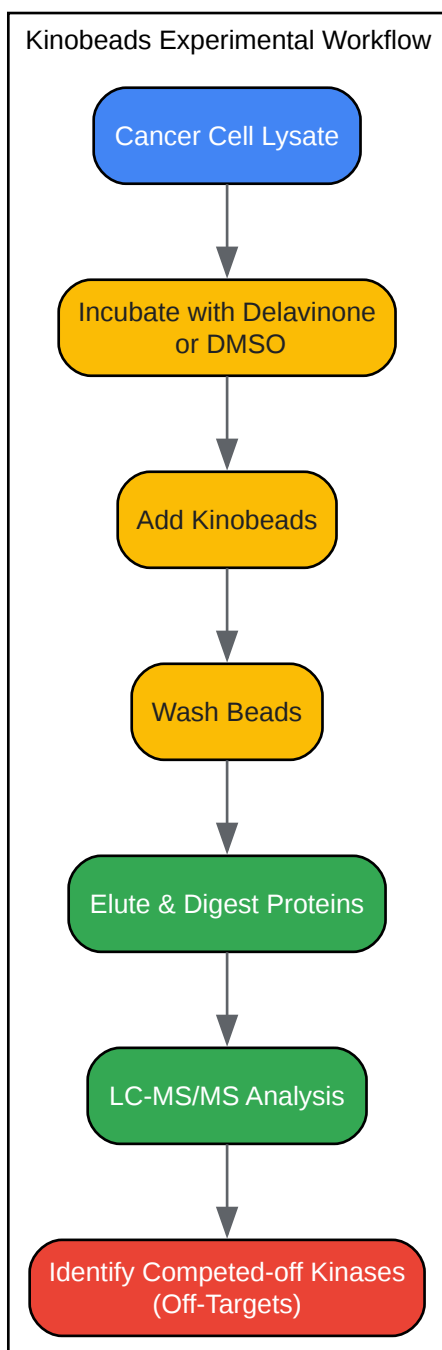 Kinobeads Experimental Workflow
Cancer Cell Lysate
Incubate with Delavinone
or DMSO
Add Kinobeads
Wash Beads
Elute & Digest Proteins
LC-MS/MS Analysis
Identify Competed-off Kinases
(Off-Targets)